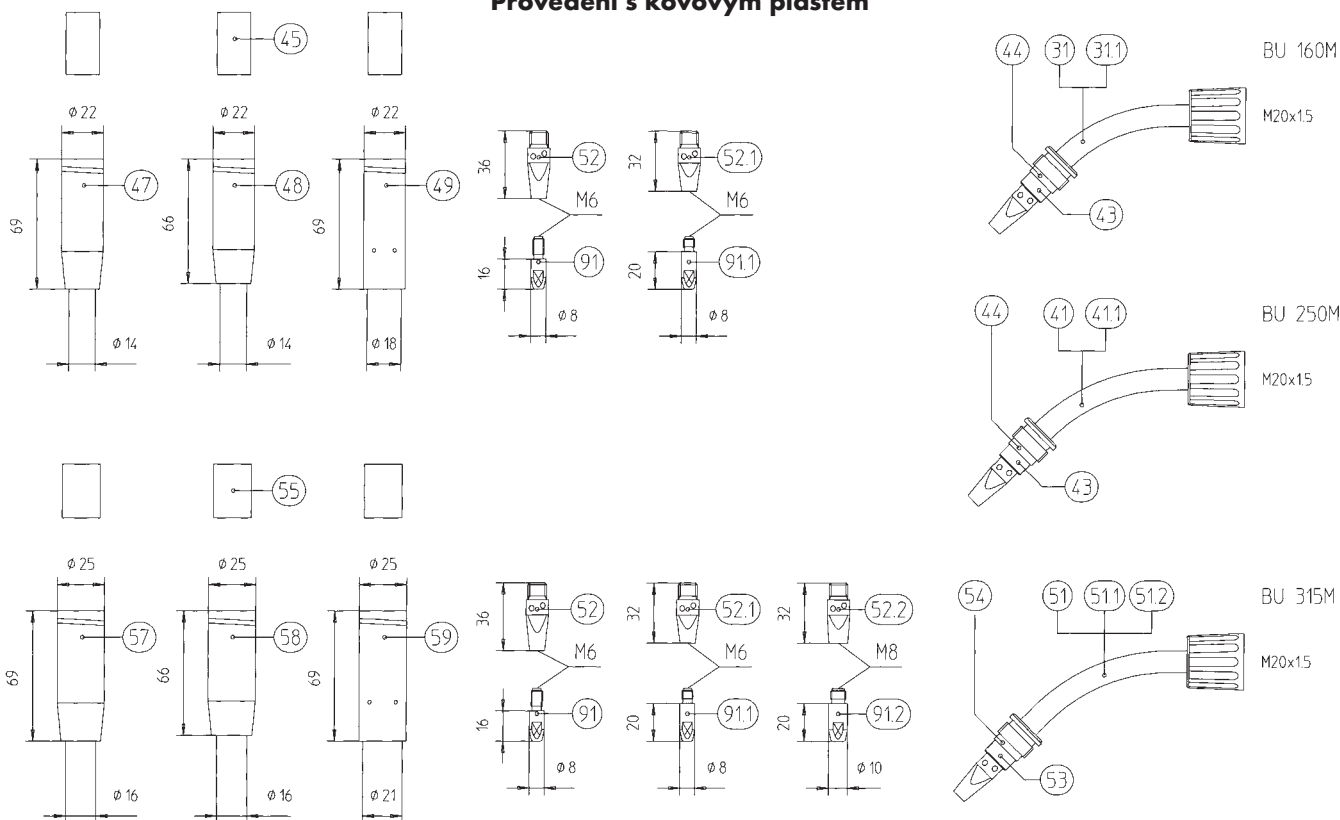 Provedení s kovovým pláštěm
45
44 31 31.1 BU 160M
ø 22 ø 22 ø 22
M20x1.5
36 52 32 52.1
47 48 49
M6 M6
43
69 66 69
16 91 20 91.1
ø 8 ø 8
44 41 41.1 BU 250M
ø 14 ø 14 ø 18
M20x1.5
43
55
ø 25 ø 25 ø 25
54 51 51.1 51.2 BU 315M
36 52 32 52.1 32 52.2
57 58 59
M6 M6 M8
M20x1.5
69 66 69
16 91 20 91.1 20 91.2
ø 8 ø 8 ø 10
53
ø 16 ø 16 ø 21